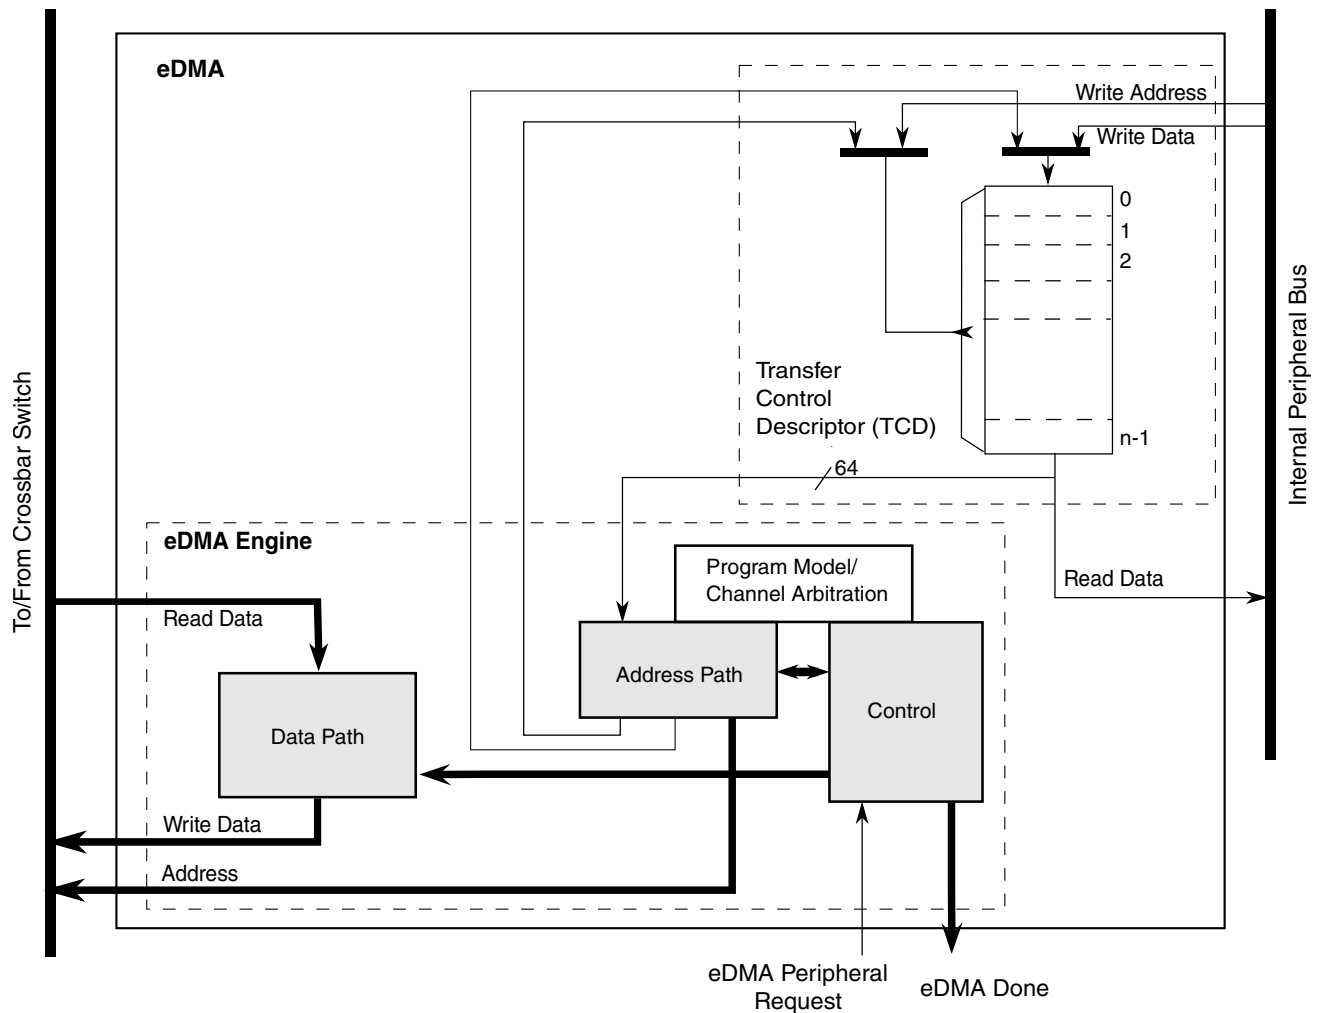 eDMA
Write Address
Write Data
0
1
2
n-1
Transfer
Control
Descriptor (TCD)
64
To/From Crossbar Switch
Internal Peripheral Bus
eDMA Engine
Program Model/
Channel Arbitration
Read Data
Read Data
Address Path
Control
Data Path
Write Data
Address
eDMA Peripheral
Request
eDMA Done